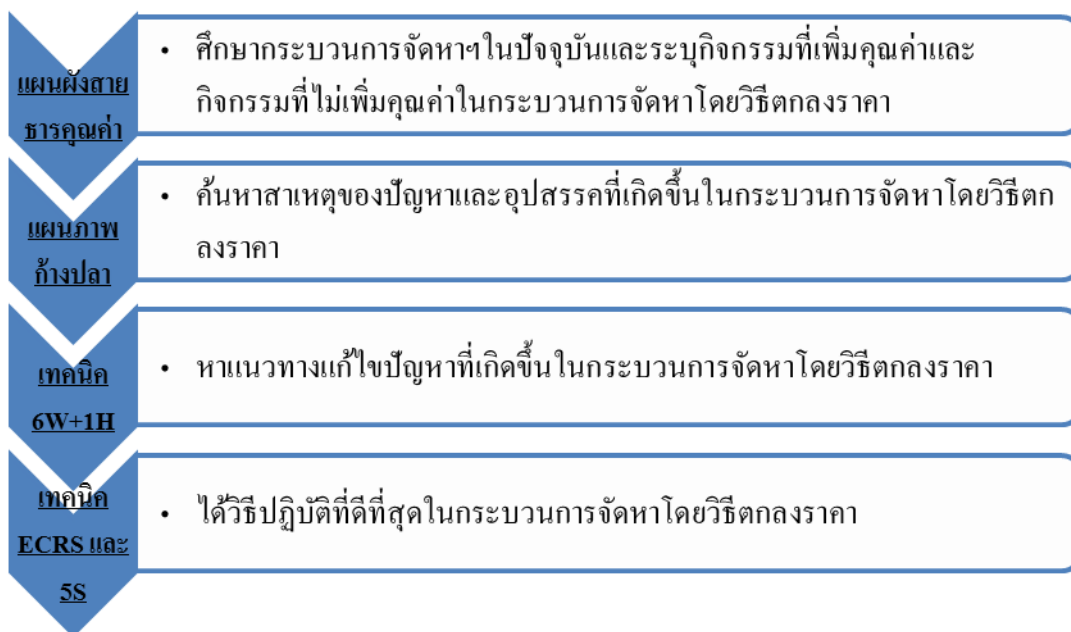 แผนผังสาย
ธารคุณค่า
• ศึกษากระบวนการจัดหาฯในปัจจุบันและระบุกิจกรรมที่เพิ่มคุณค่าและ
กิจกรรมที่ไม่เพิ่มคุณค่าในกระบวนการจัดหาโดยวิธีตกลงราคา
แผนภาพ
ก้างปลา
• ค้นหาสาเหตุของปัญหาและอุปสรรคที่เกิดขึ้นในกระบวนการจัดหาโดยวิธีตก
ลงราคา
เทคนิค
6W+1H
• หาแนวทางแก้ไขปัญหาที่เกิดขึ้นในกระบวนการจัดหาโดยวิธีตกลงราคา
เทคนิค
ECRS และ
5S
• ได้วิธีปฏิบัติที่ดีที่สุดในกระบวนการจัดหาโดยวิธีตกลงราคา